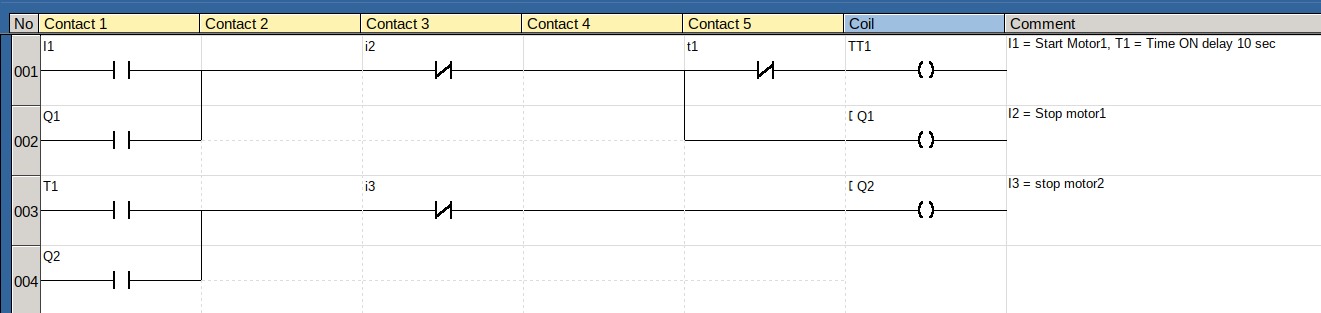 No Contact 1 Contact 2 Contact 3 Contact 4 Contact 5 Coil Comment
I1 i2 t1 TT1 I1 = Start Motor1, T1 = Time ON delay 10 sec
001
Q1 [ Q1 I2 = Stop motor1
002
T1 i3 [ Q2 I3 = stop motor2
003
Q2
004